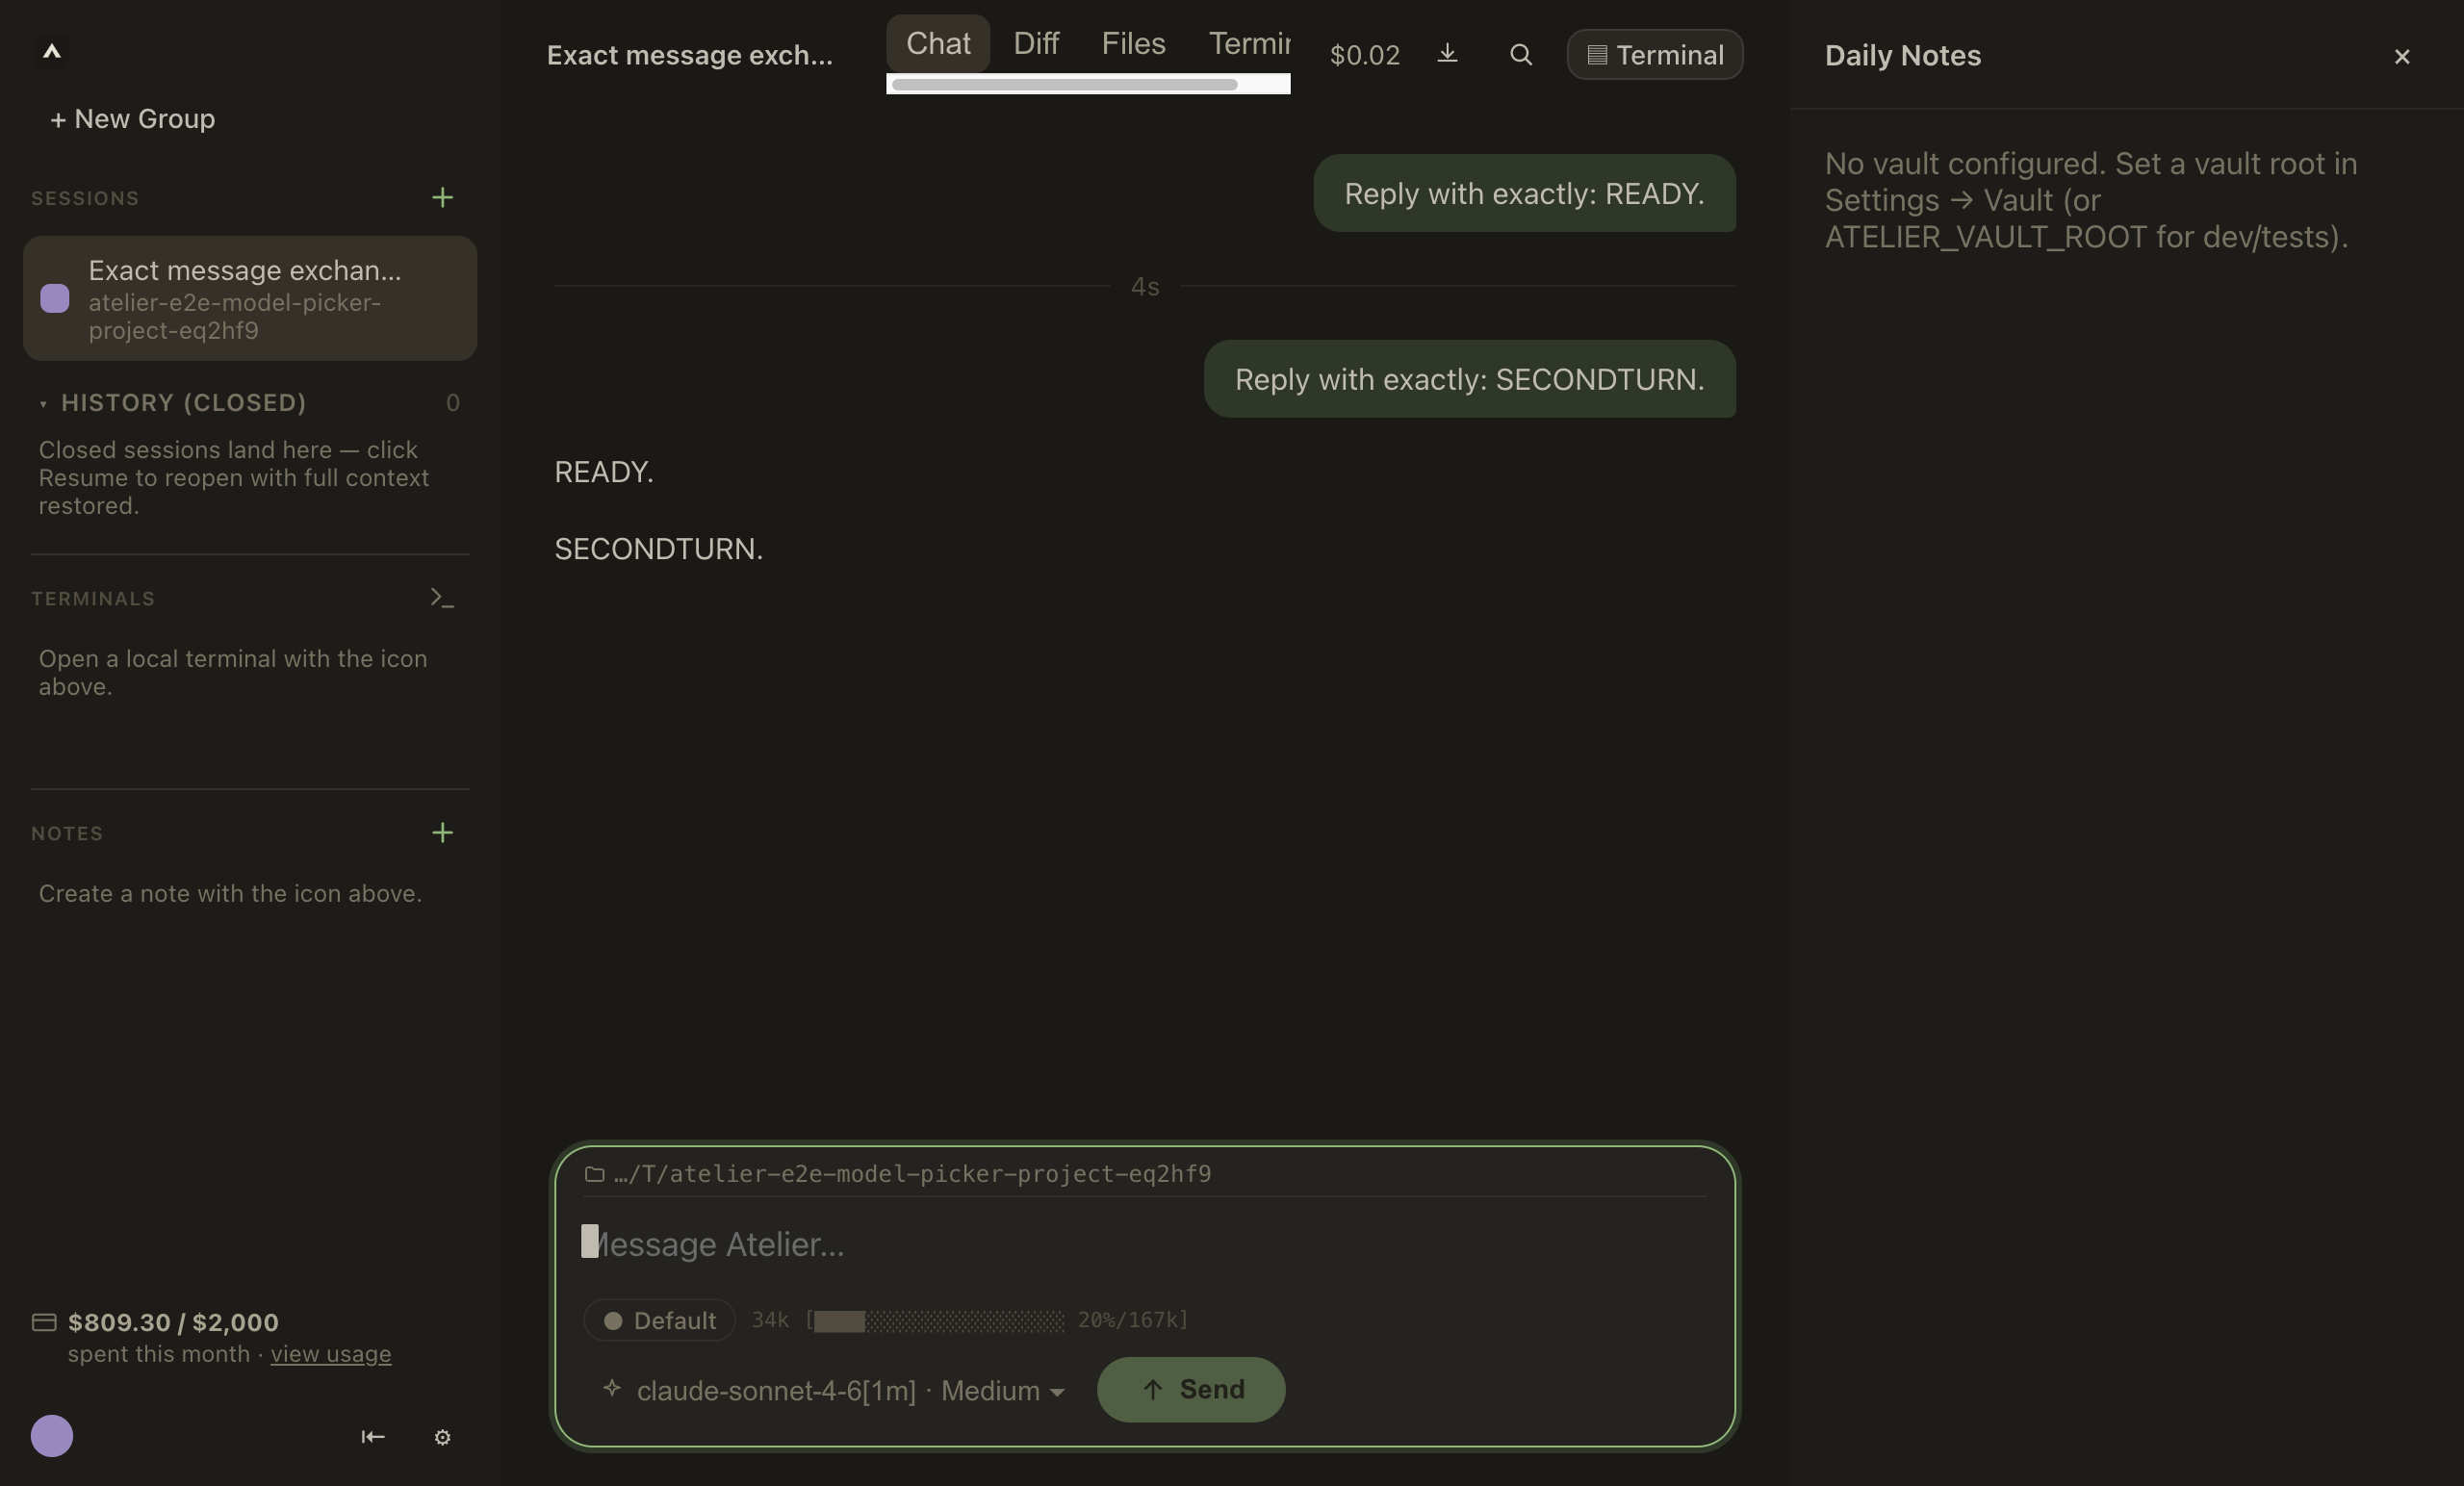 + New Group
SESSIONS
Exact message exchan...
atelier-e2e-model-picker-
project-eq2hf9
HISTORY (CLOSED) 0
Closed sessions land here — click
Resume to reopen with full context
restored.
TERMINALS
Open a local terminal with the icon
above.
NOTES
Create a note with the icon above.
$809.30 / $2,000
spent this month · view usage
Exact message exch...
Chat Diff Files Termin
$0.02
Terminal
Reply with exactly: READY.
4s
Reply with exactly: SECONDTURN.
READY.
SECONDTURN.
…/T/atelier-e2e-model-picker-project-eq2hf9
Message Atelier...
Default 34k [ 20%/167k]
claude-sonnet-4-6[1m] · Medium
↑ Send
Daily Notes ×
No vault configured. Set a vault root in
Settings → Vault (or
ATELIER_VAULT_ROOT for dev/tests).